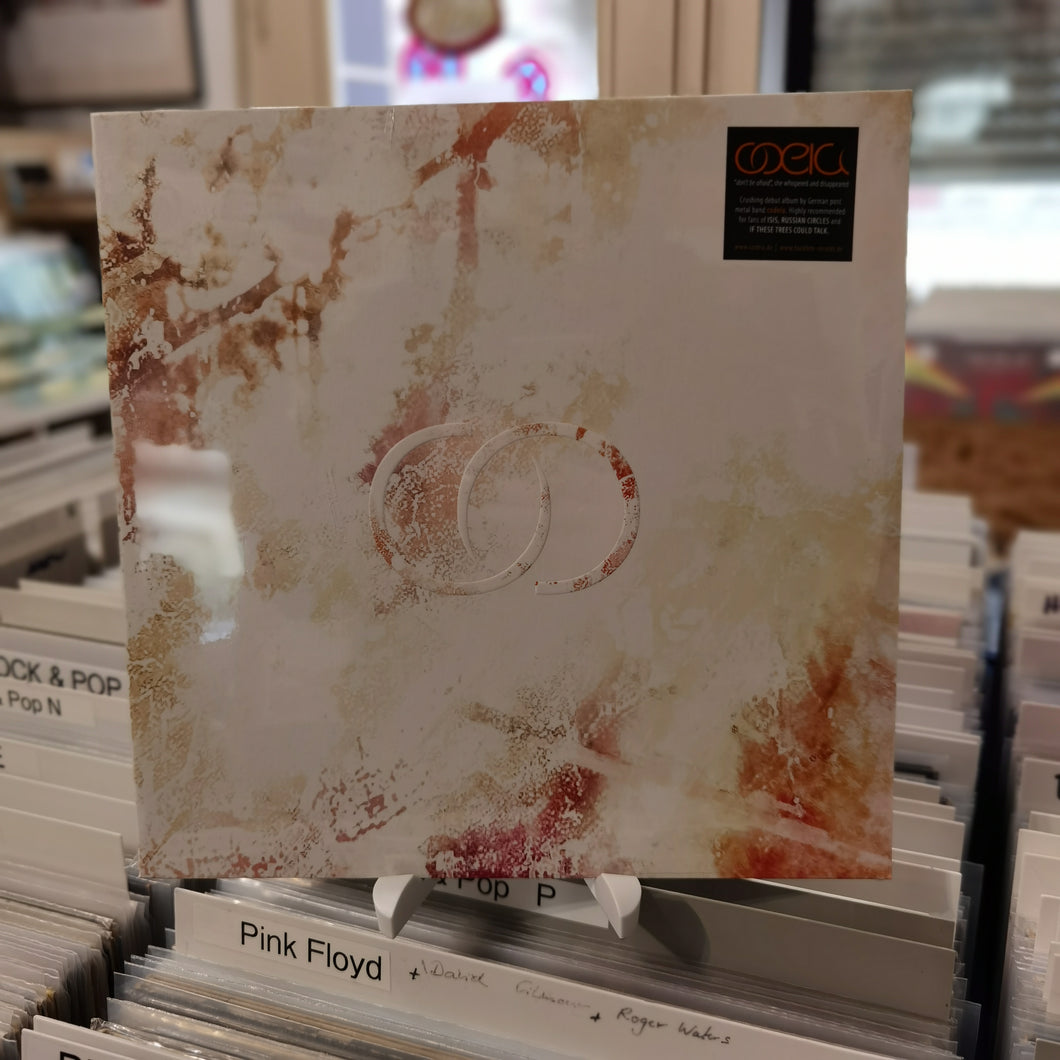 codeia
"don't be afraid", she whispered and disappeared
Crushing debut album by German post
metal band codeia. Highly recommended
for fans of ISIS, RUSSIAN CIRCLES and
IF THESE TREES COULD TALK.
OCK & POP
Pop N
Pop P
Pink Floyd
+ David Gilmour + Roger Waters